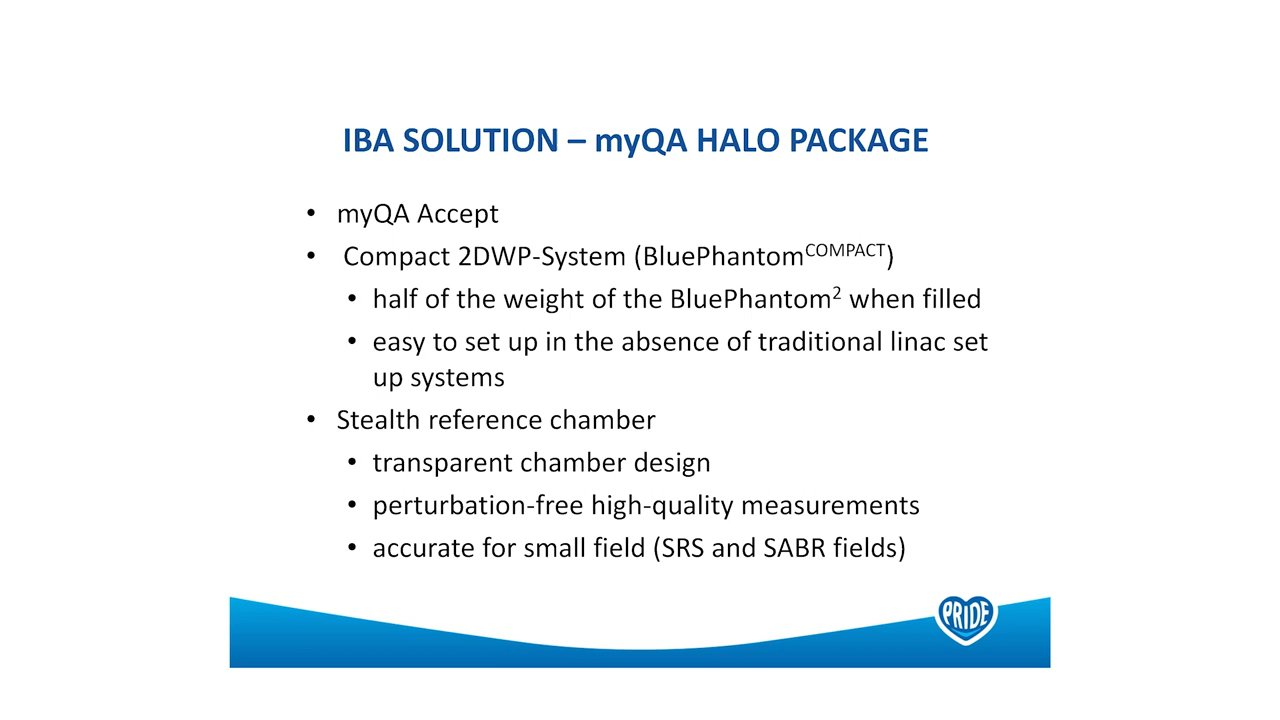 IBA SOLUTION – myQA HALO PACKAGE
• myQA Accept
• Compact 2DWP-System (BluePhantomCOMPACT)
• half of the weight of the BluePhantom2 when filled
• easy to set up in the absence of traditional linac set
up systems
• Stealth reference chamber
• transparent chamber design
• perturbation-free high-quality measurements
• accurate for small field (SRS and SABR fields)
PRIDE